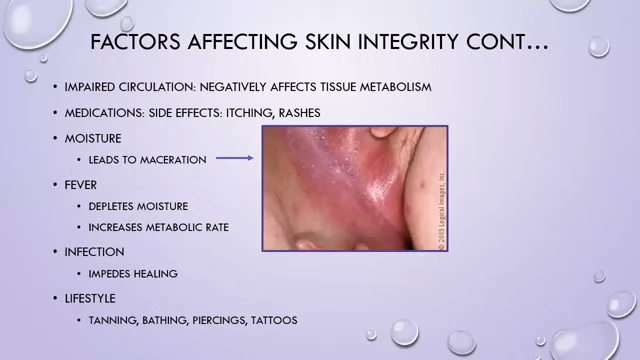 FACTORS AFFECTING SKIN INTEGRITY CONT...
• IMPAIRED CIRCULATION: NEGATIVELY AFFECTS TISSUE METABOLISM
• MEDICATIONS: SIDE EFFECTS: ITCHING, RASHES
• MOISTURE
• LEADS TO MACERATION
• FEVER
• DEPLETES MOISTURE
• INCREASES METABOLIC RATE
• INFECTION
• IMPEDES HEALING
• LIFESTYLE
• TANNING, BATHING, PIERCINGS, TATTOOS
© 2009 Logical Images, Inc.